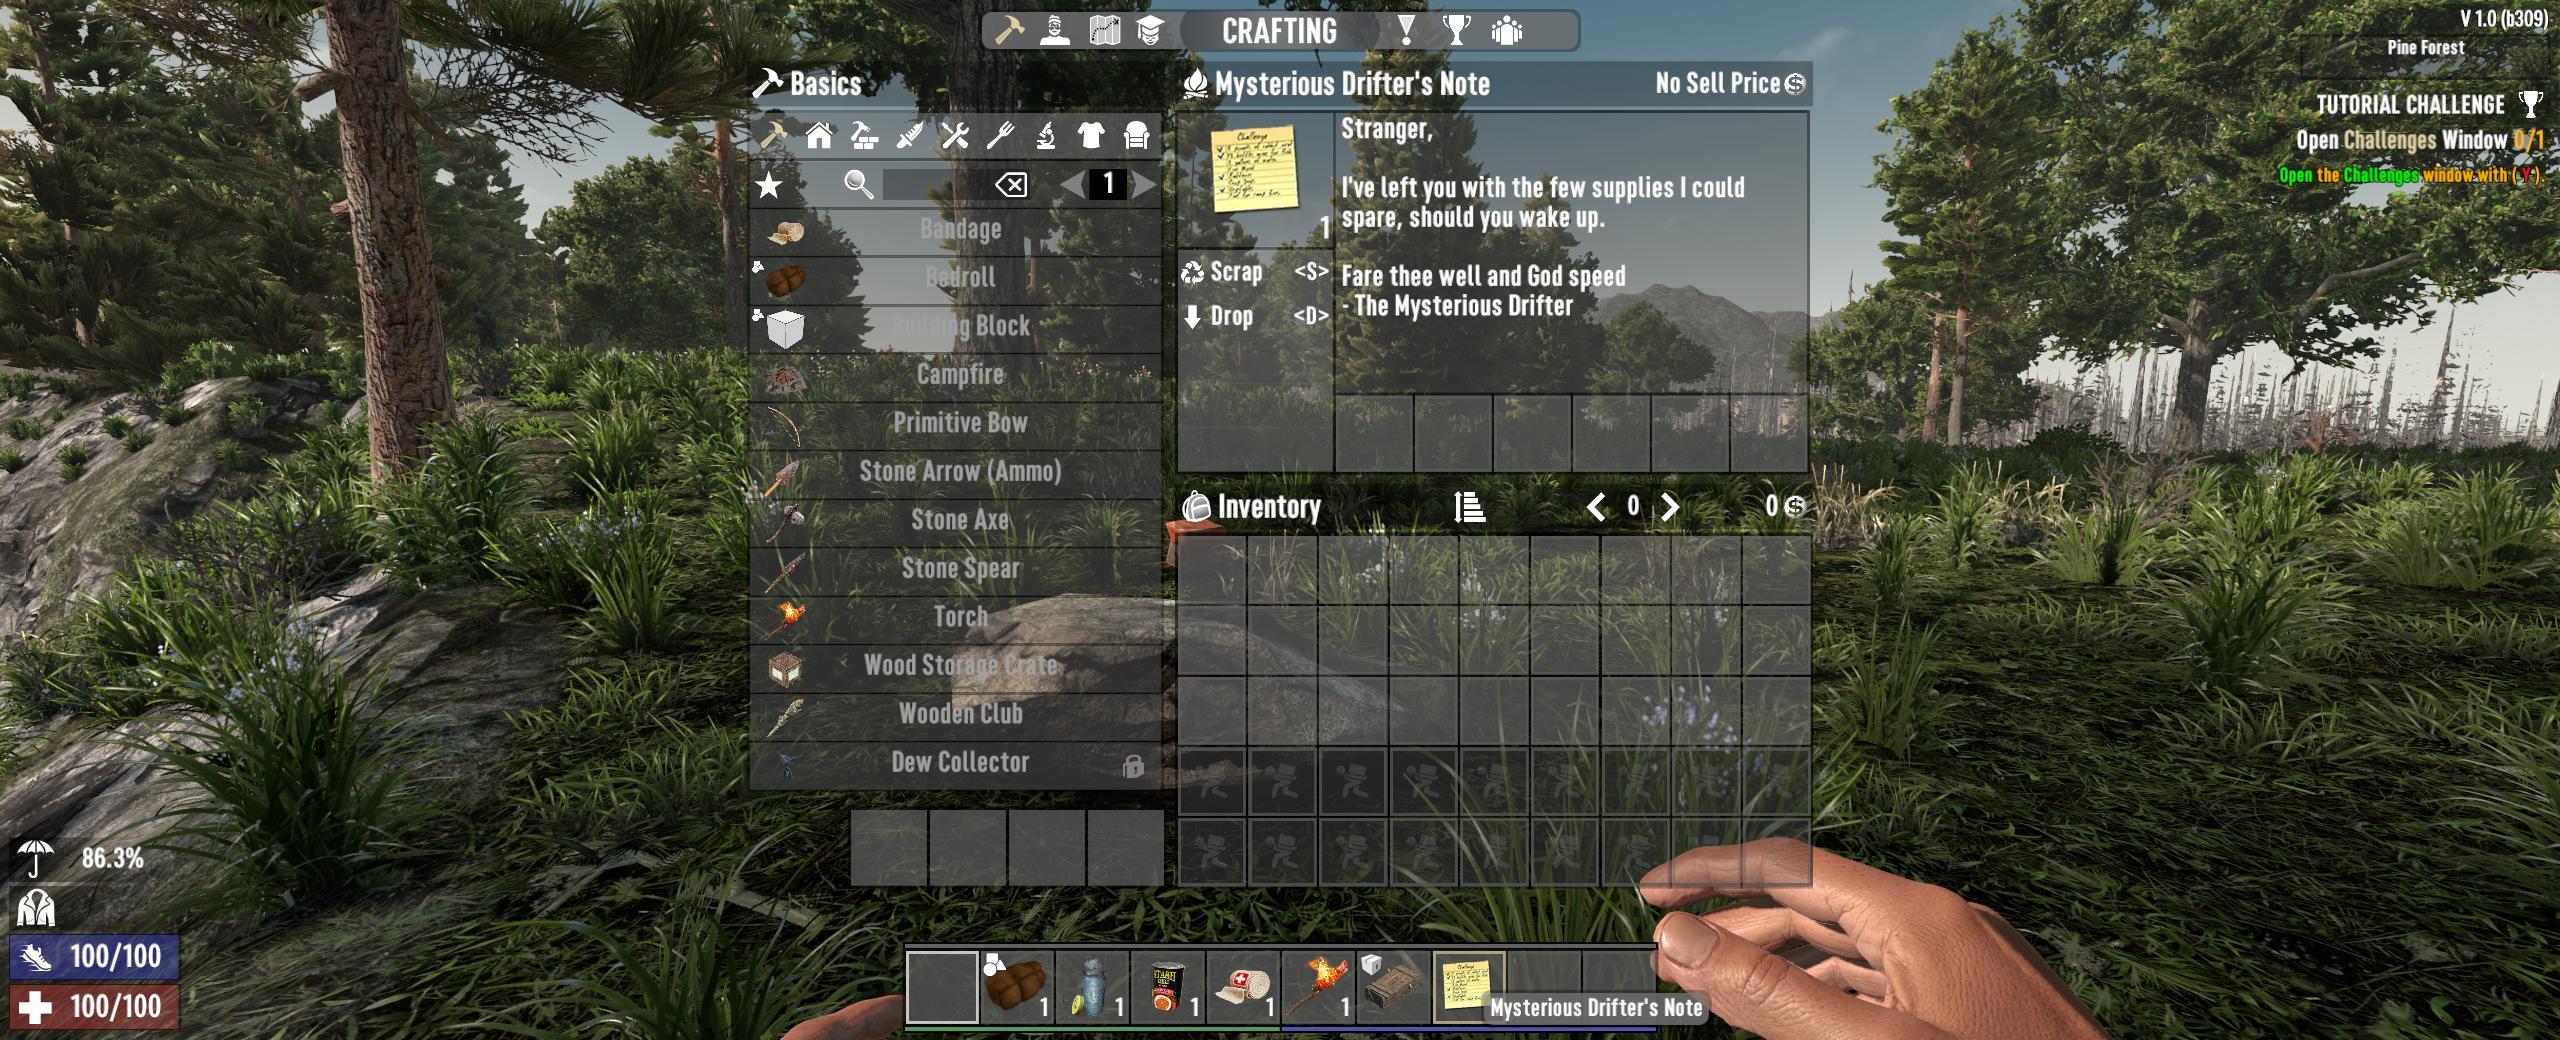 CRAFTING
V 1.0 (b309)
Pine Forest
TUTORIAL CHALLENGE
Open Challenges Window 0/1
Open the Challenges window with ( Y ).
Basics
1
Bandage
Bedroll
Building Block
Campfire
Primitive Bow
Stone Arrow (Ammo)
Stone Axe
Stone Spear
Torch
Wood Storage Crate
Wooden Club
Dew Collector
Mysterious Drifter's Note
No Sell Price
Challenge
1
Scrap <S>
Drop <D>
Stranger,
I've left you with the few supplies I could
spare, should you wake up.
Fare thee well and God speed
- The Mysterious Drifter
Inventory
0
0
86.3%
100/100
100/100
1
1
1
1
1
Mysterious Drifter's Note